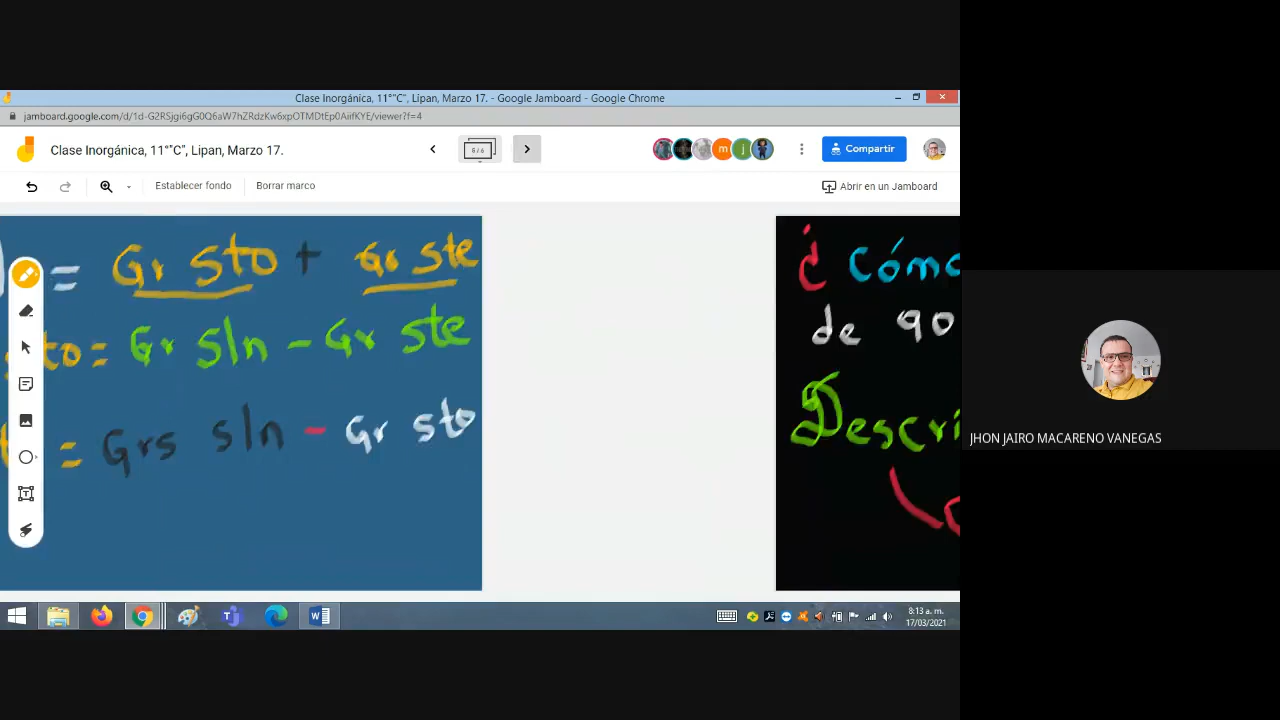 Clase Inorgánica, 11°"C", Lipan, Marzo 17. - Google Jamboard - Google Chrome
jamboard.google.com/d/1d-G2RSjgi6gG0Q6aW7hZRdzKw6xpOTMDtEp0AiifKYE/viewer?f=4
Clase Inorgánica, 11°"C", Lipan, Marzo 17.
5/6
m
j
Compartir
Establecer fondo
Borrar marco
Abrir en un Jamboard
= Gr sto + Gr ste
to = Gr sln - Gr ste
= Grs sln - Gr sto
¿ Cómo
de 90
Descri
JHON JAIRO MACARENO VANEGAS
8:13 a. m.
17/03/2021